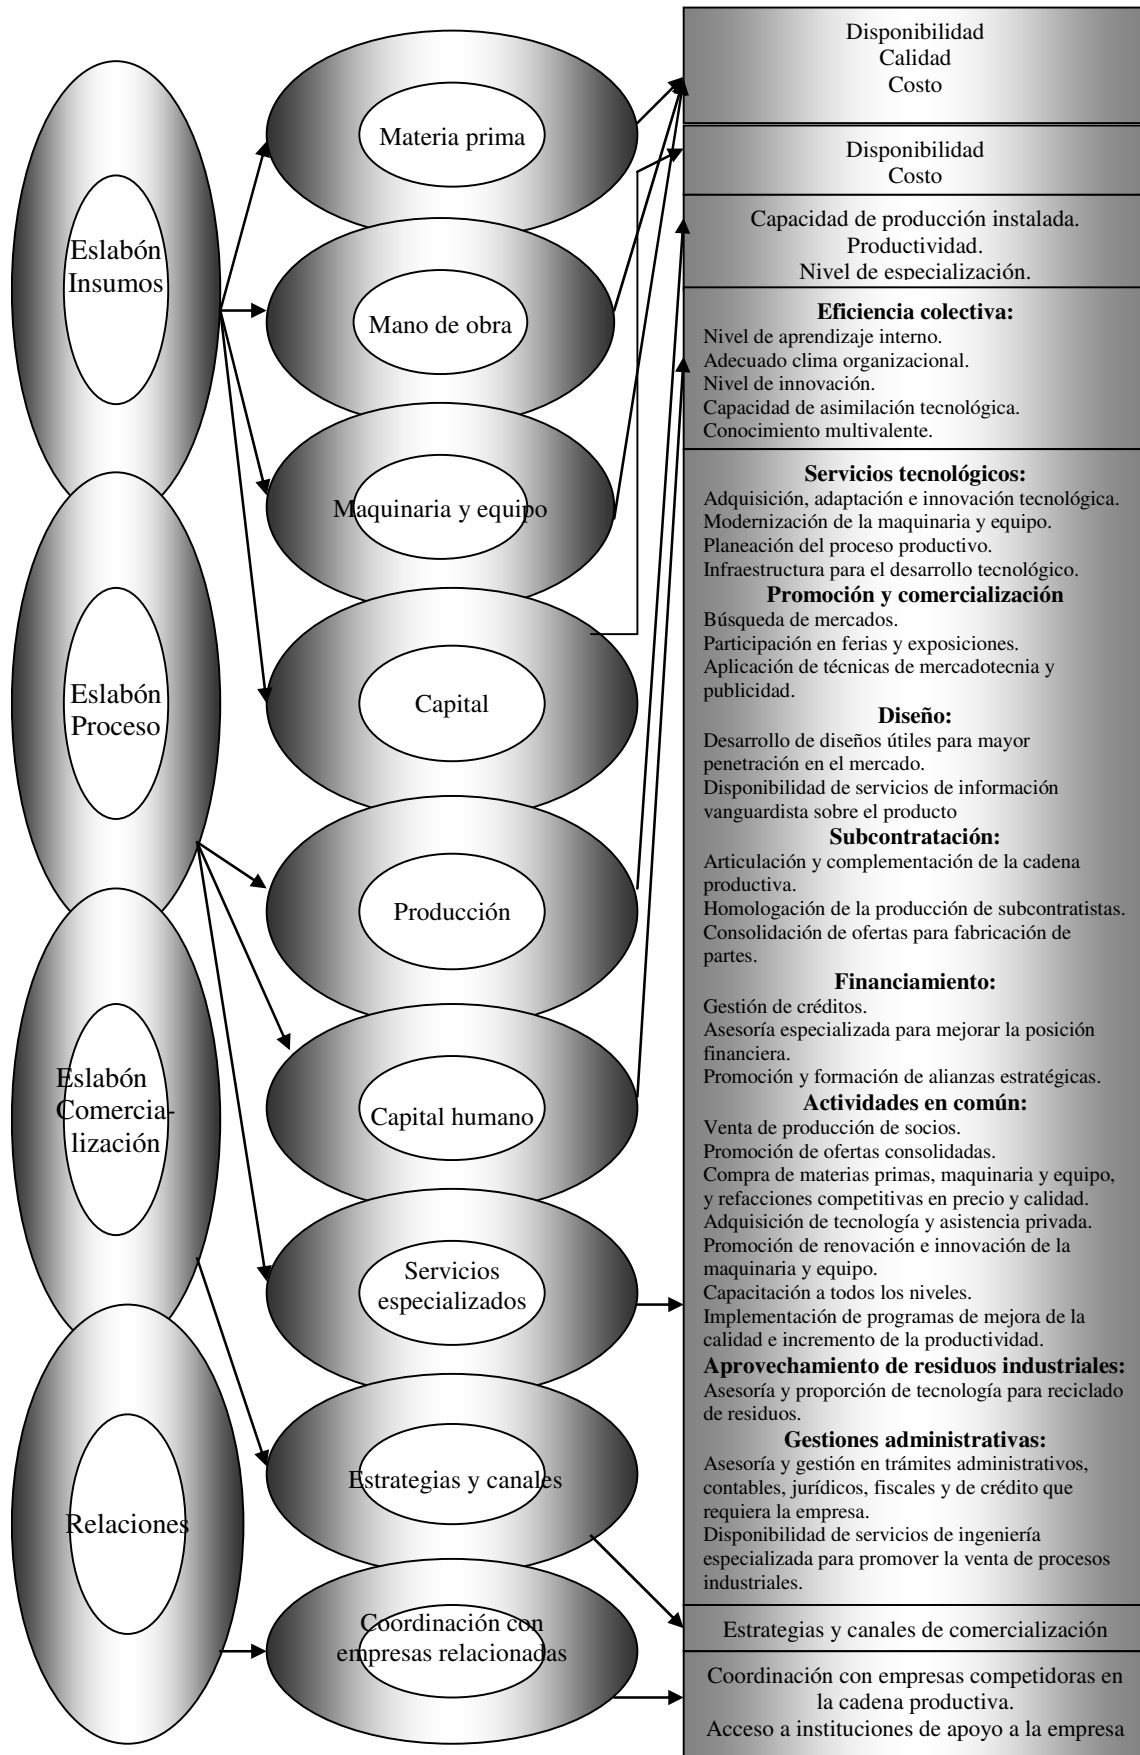 Eslabón
Insumos
Eslabón
Proceso
Eslabón
Comercia-
lización
Relaciones
Materia prima
Mano de obra
Maquinaria y equipo
Capital
Producción
Capital humano
Servicios
especializados
Estrategias y canales
Coordinación con
empresas relacionadas
Disponibilidad
Calidad
Costo
Disponibilidad
Costo
Capacidad de producción instalada.
Productividad.
Nivel de especialización.
Eficiencia colectiva:
Nivel de aprendizaje interno.
Adecuado clima organizacional.
Nivel de innovación.
Capacidad de asimilación tecnológica.
Conocimiento multivalente.
Servicios tecnológicos:
Adquisición, adaptación e innovación tecnológica.
Modernización de la maquinaria y equipo.
Planeación del proceso productivo.
Infraestructura para el desarrollo tecnológico.
Promoción y comercialización
Búsqueda de mercados.
Participación en ferias y exposiciones.
Aplicación de técnicas de mercadotecnia y
publicidad.
Diseño:
Desarrollo de diseños útiles para mayor
penetración en el mercado.
Disponibilidad de servicios de información
vanguardista sobre el producto
Subcontratación:
Articulación y complementación de la cadena
productiva.
Homologación de la producción de subcontratistas.
Consolidación de ofertas para fabricación de
partes.
Financiamiento:
Gestión de créditos.
Asesoría especializada para mejorar la posición
financiera.
Promoción y formación de alianzas estratégicas.
Actividades en común:
Venta de producción de socios.
Promoción de ofertas consolidadas.
Compra de materias primas, maquinaria y equipo,
y refacciones competitivas en precio y calidad.
Adquisición de tecnología y asistencia privada.
Promoción de renovación e innovación de la
maquinaria y equipo.
Capacitación a todos los niveles.
Implementación de programas de mejora de la
calidad e incremento de la productividad.
Aprovechamiento de residuos industriales:
Asesoría y proporción de tecnología para reciclado
de residuos.
Gestiones administrativas:
Asesoría y gestión en trámites administrativos,
contables, jurídicos, fiscales y de crédito que
requiera la empresa.
Disponibilidad de servicios de ingeniería
especializada para promover la venta de procesos
industriales.
Estrategias y canales de comercialización
Coordinación con empresas competidoras en
la cadena productiva.
Acceso a instituciones de apoyo a la empresa